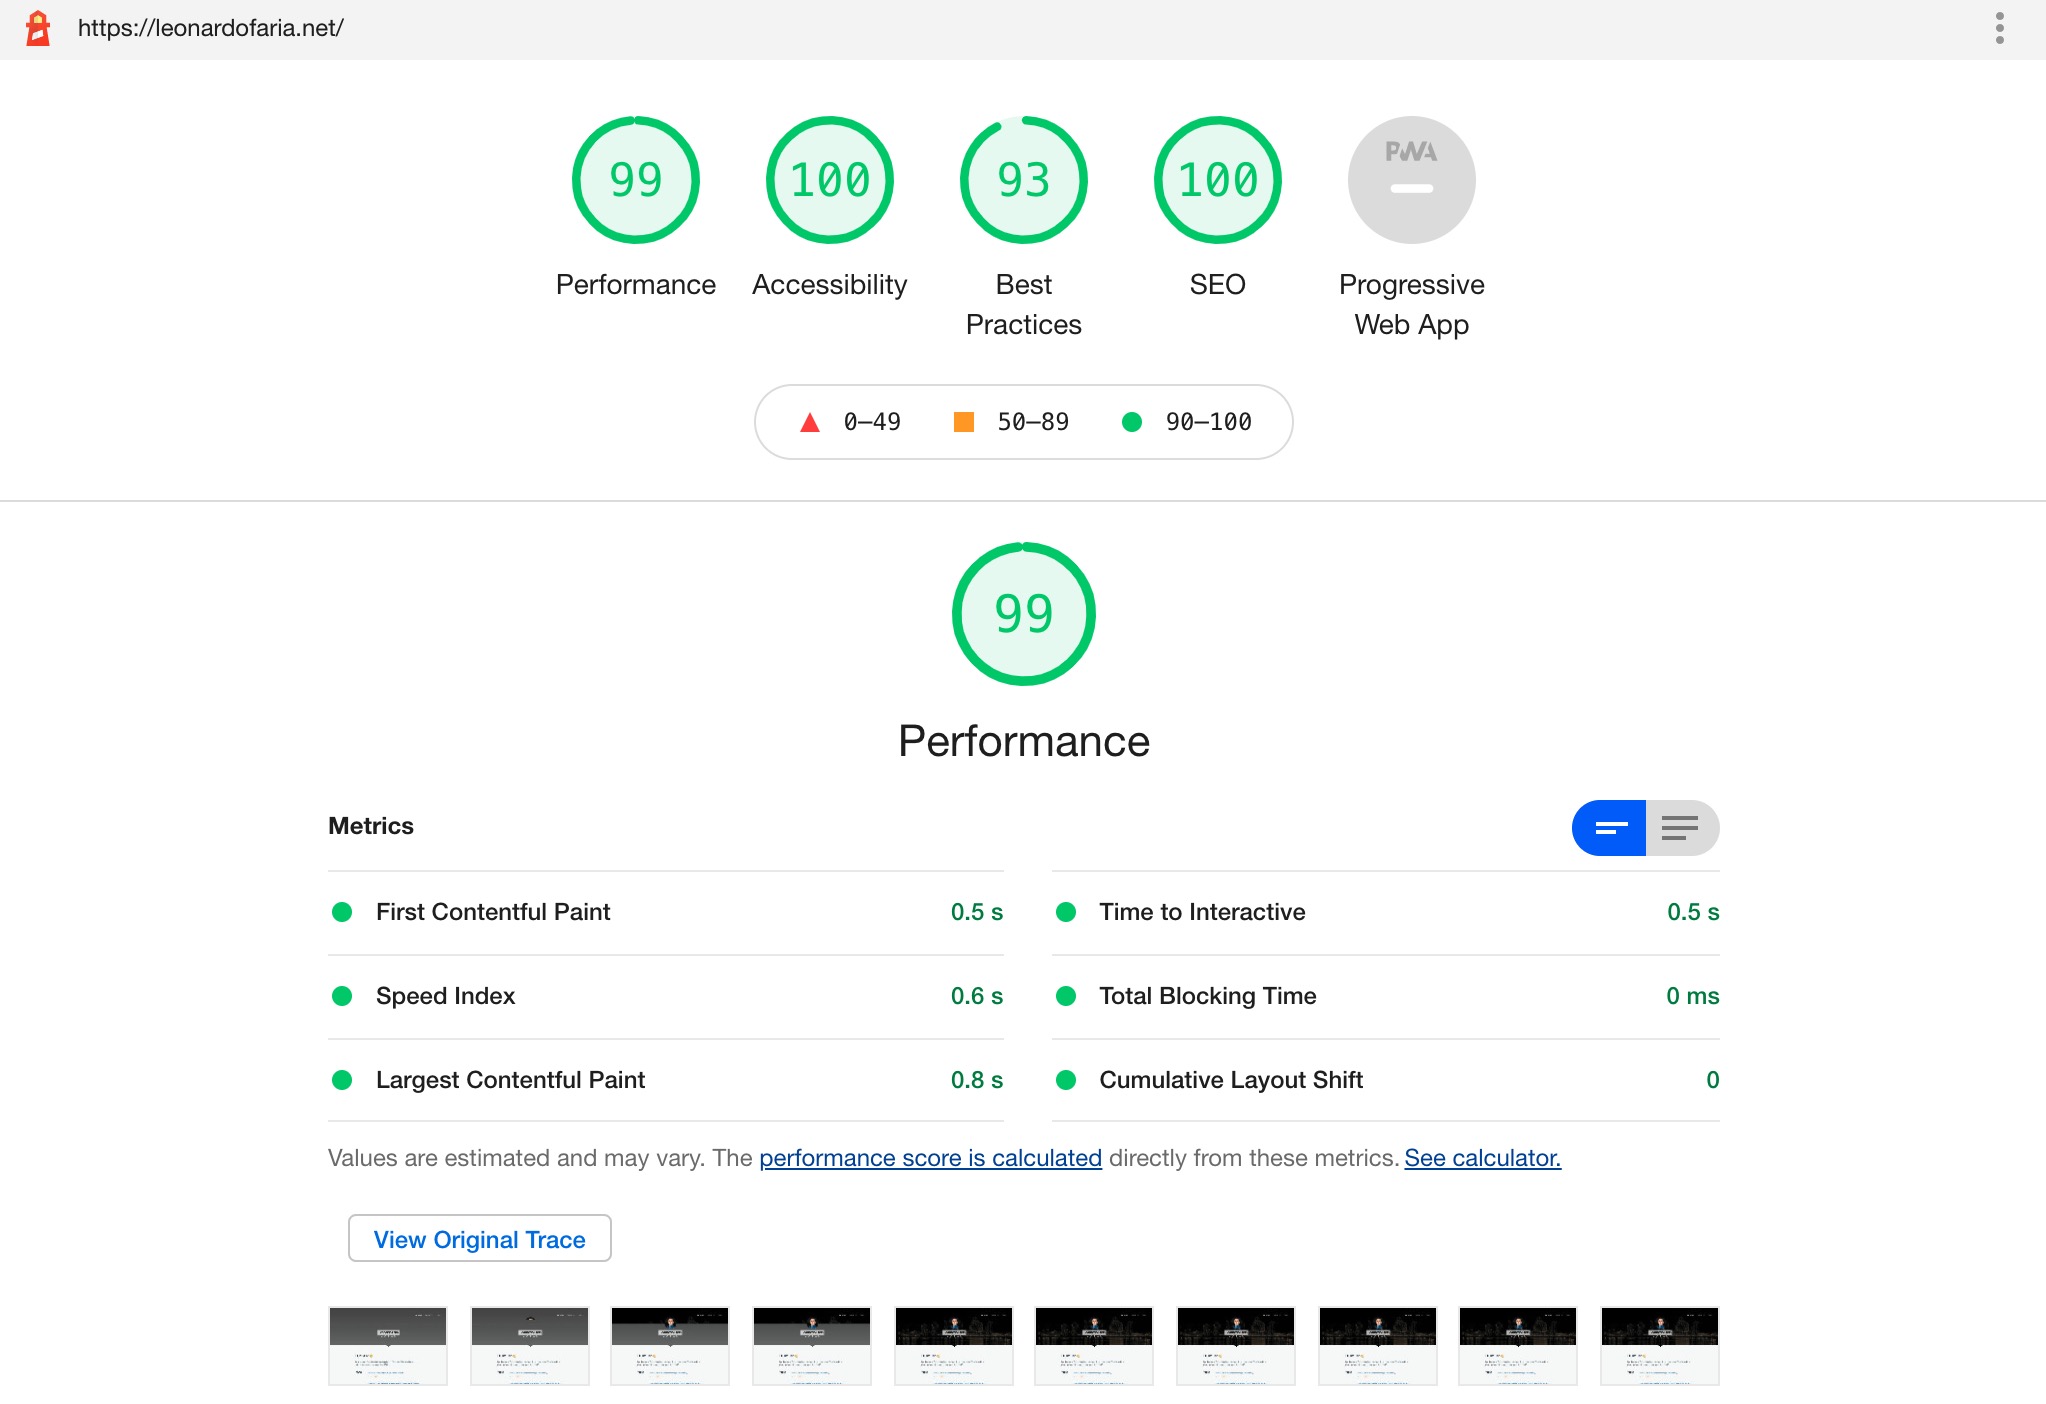 https://leonardofaria.net/
99
100
93
100
PWA
Performance
Accessibility
Best
Practices
SEO
Progressive
Web App
0–49
50–89
90–100
99
Performance
Metrics
First Contentful Paint 0.5 s
Time to Interactive 0.5 s
Speed Index 0.6 s
Total Blocking Time 0 ms
Largest Contentful Paint 0.8 s
Cumulative Layout Shift 0
Values are estimated and may vary. The performance score is calculated directly from these metrics. See calculator.
View Original Trace